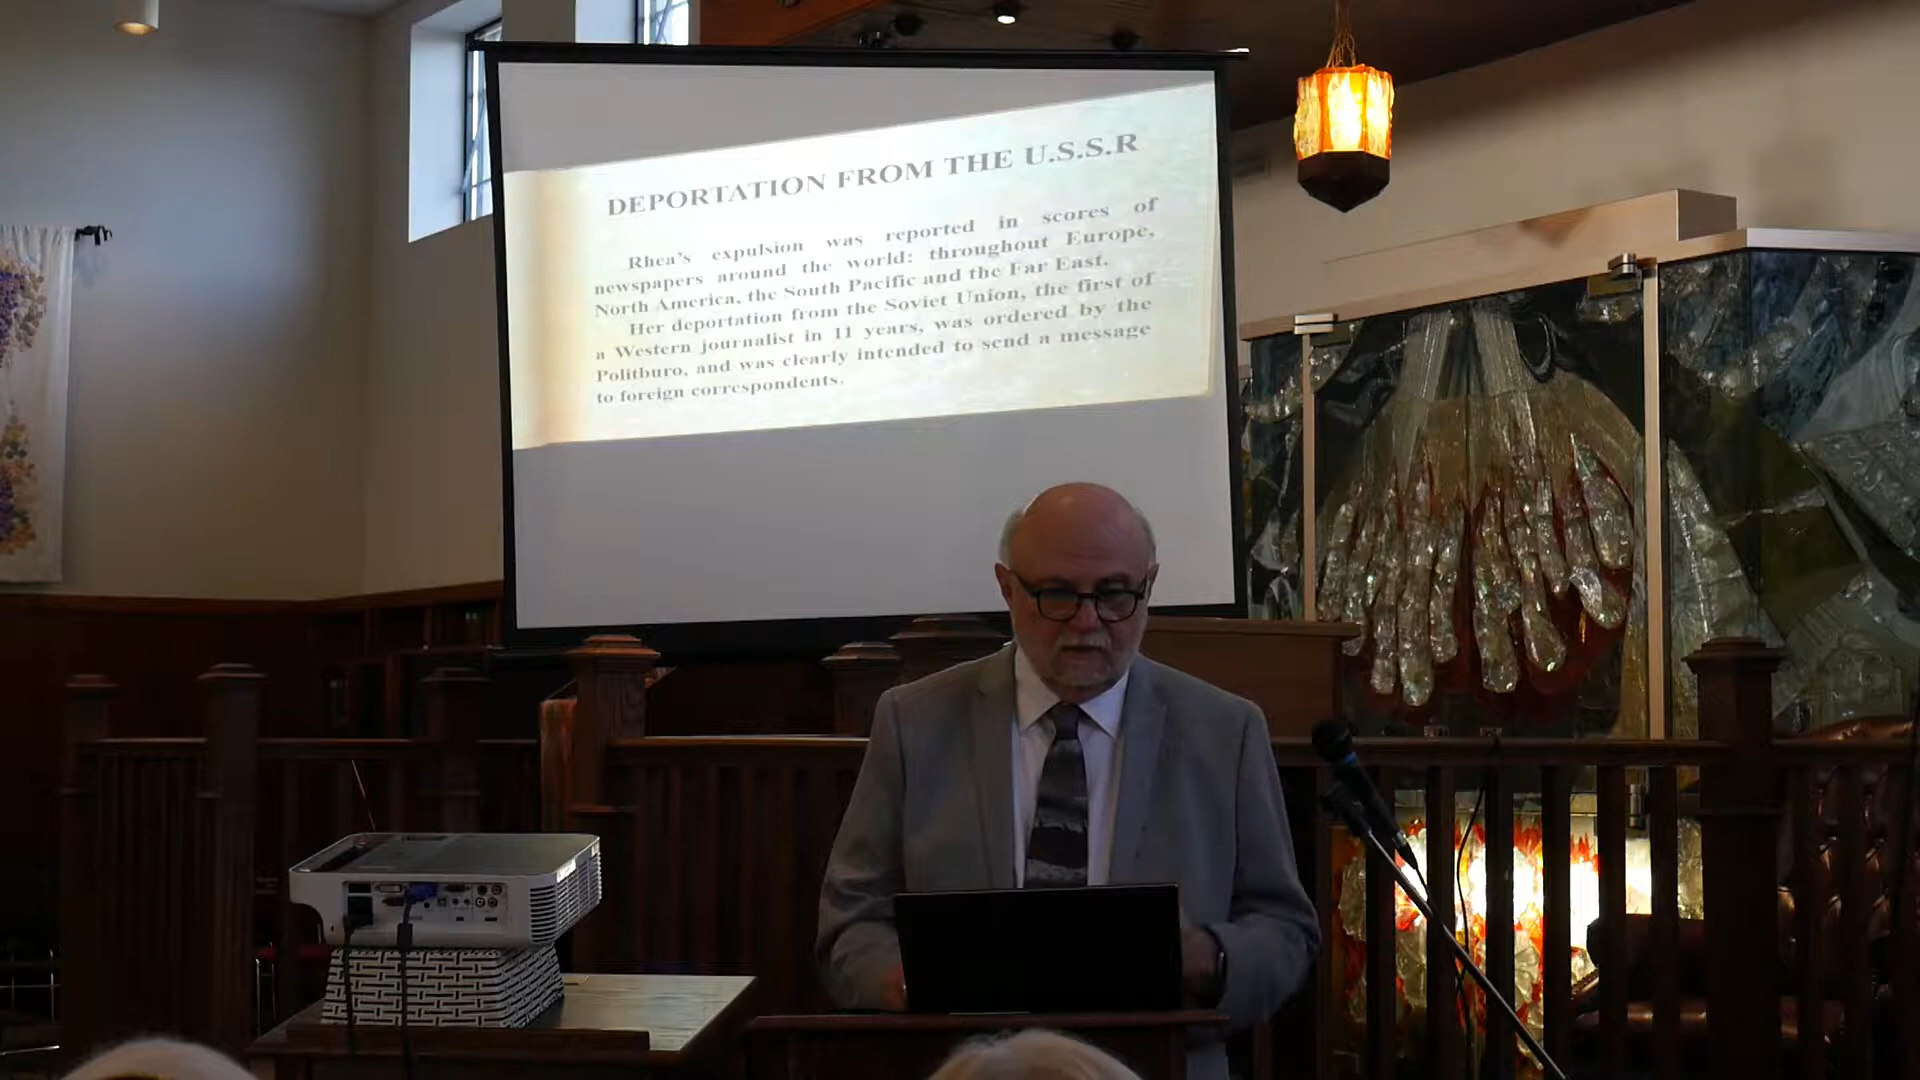 DEPORTATION FROM THE U.S.S.R
Rhea's expulsion was reported in scores of
newspapers around the world: throughout Europe,
North America, the South Pacific and the Far East.
Her deportation from the Soviet Union, the first of
a Western journalist in 11 years, was ordered by the
Politburo, and was clearly intended to send a message
to foreign correspondents.